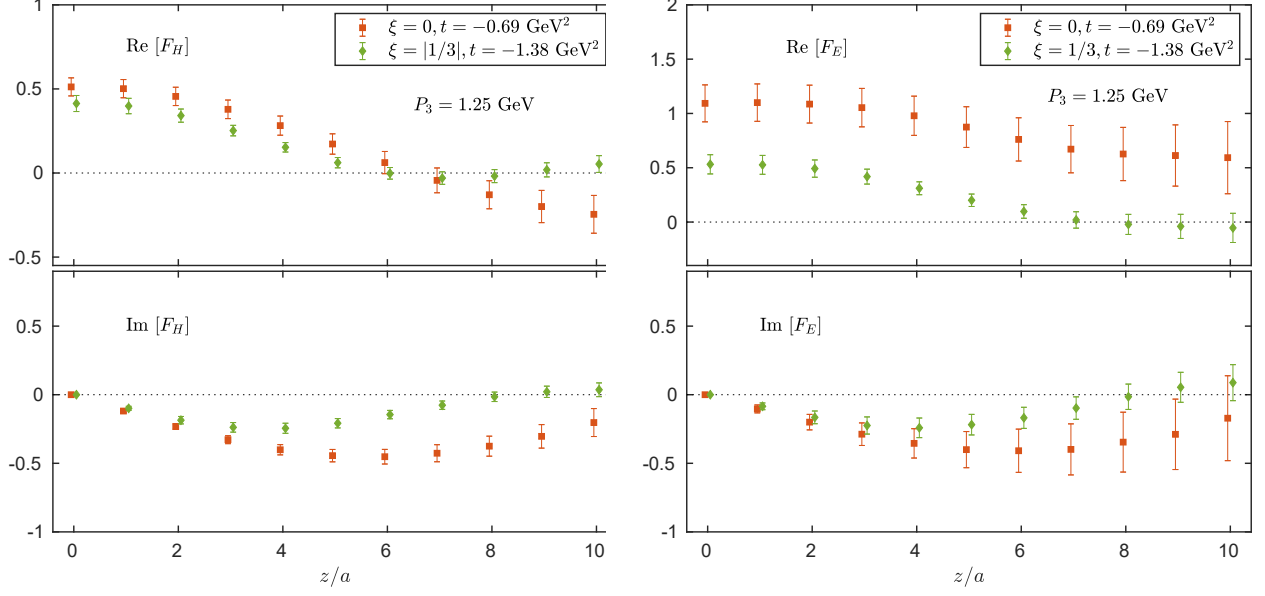 1
0.5
0
-0.5
Re [F_H]
ξ = 0, t = −0.69 GeV²
ξ = |1/3|, t = −1.38 GeV²
P₃ = 1.25 GeV
0.5
0
-0.5
-1
Im [F_H]
0 2 4 6 8 10
z/a
2
1.5
1
0.5
0
Re [F_E]
ξ = 0, t = −0.69 GeV²
ξ = 1/3, t = −1.38 GeV²
P₃ = 1.25 GeV
0.5
0
-0.5
-1
Im [F_E]
0 2 4 6 8 10
z/a